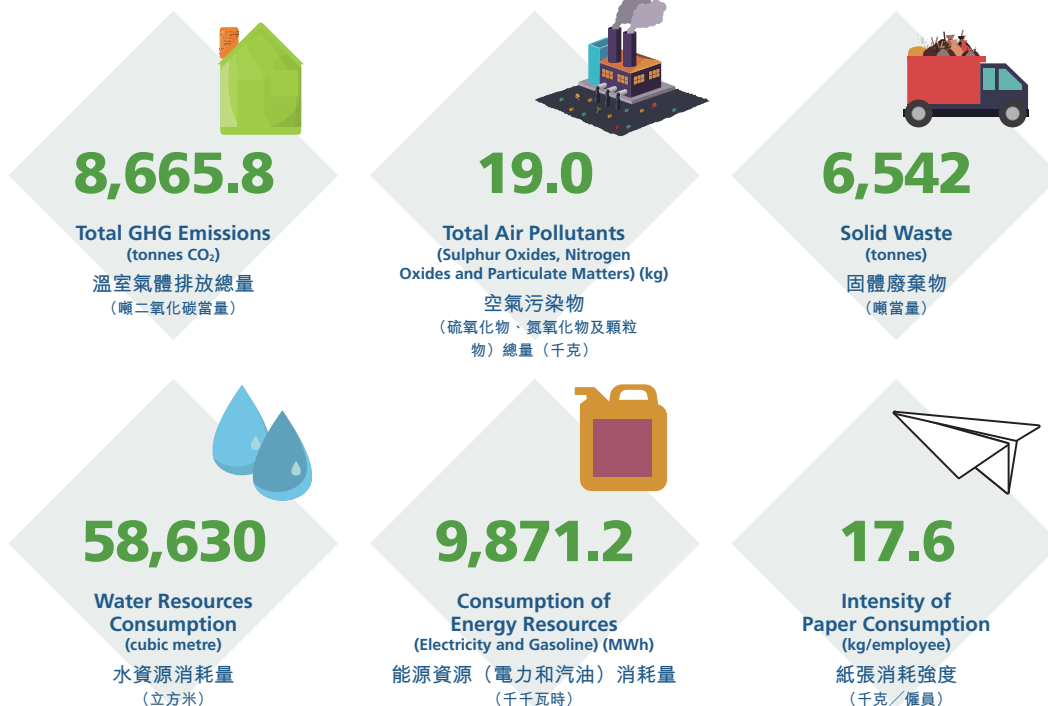 8,665.8
Total GHG Emissions
(tonnes CO₂)
溫室氣體排放總量
（噸二氧化碳當量）
19.0
Total Air Pollutants
(Sulphur Oxides, Nitrogen
Oxides and Particulate Matters) (kg)
空氣污染物
（硫氧化物、氮氧化物及顆粒
物）總量（千克）
6,542
Solid Waste
(tonnes)
固體廢棄物
（噸當量）
58,630
Water Resources
Consumption
(cubic metre)
水資源消耗量
（立方米）
9,871.2
Consumption of
Energy Resources
(Electricity and Gasoline) (MWh)
能源資源（電力和汽油）消耗量
（千千瓦時）
17.6
Intensity of
Paper Consumption
(kg/employee)
紙張消耗強度
（千克／僱員）